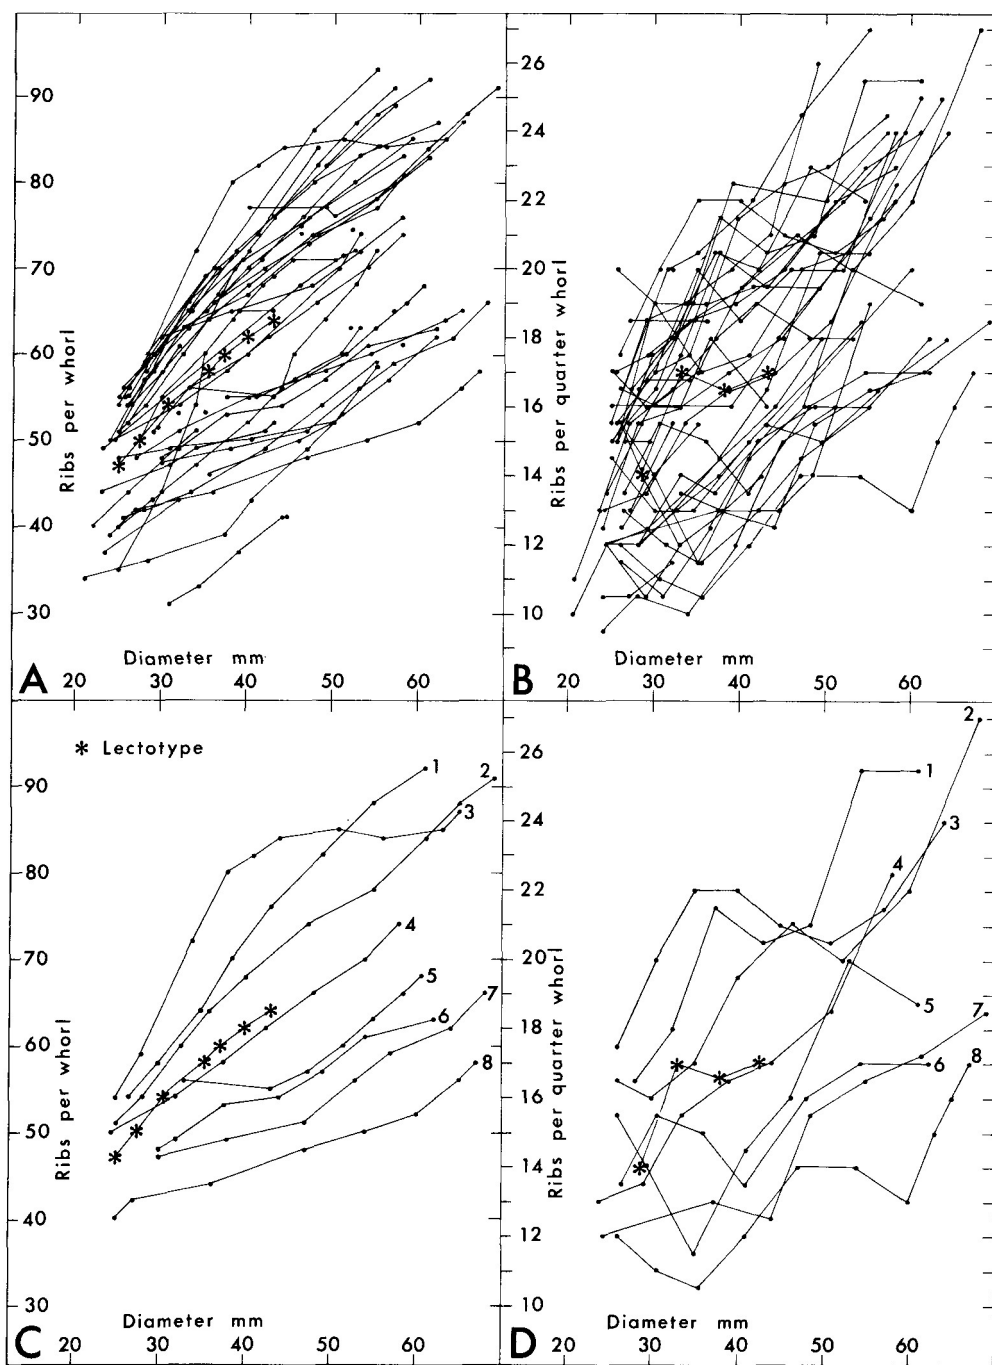 90
80
70
60
50
40
30
Ribs per whorl
Diameter mm
A
20 30 40 50 60
26
24
22
20
18
16
14
12
10
Ribs per quarter whorl
Diameter mm
B
20 30 40 50 60
* Lectotype
90
80
70
60
50
40
30
Ribs per whorl
1
2
3
4
5
6
7
8
Diameter mm
C
20 30 40 50 60
26
24
22
20
18
16
14
12
10
Ribs per quarter whorl
2
1
3
4
5
7
6
8
Diameter mm
D
20 30 40 50 60